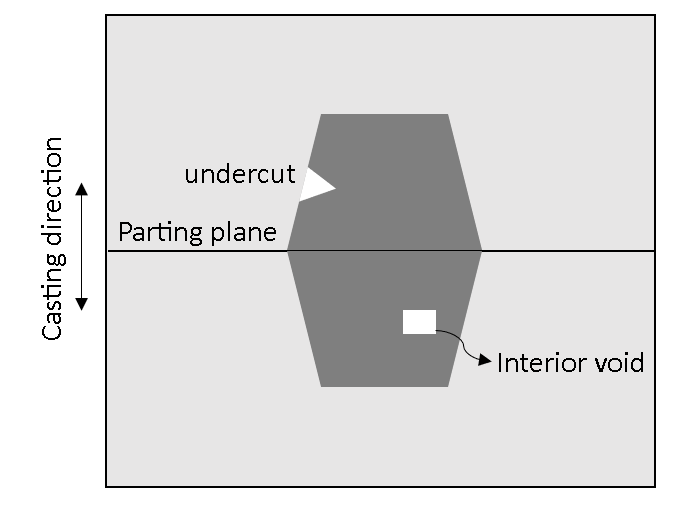 undercut
Parting plane
Casting direction
Interior void